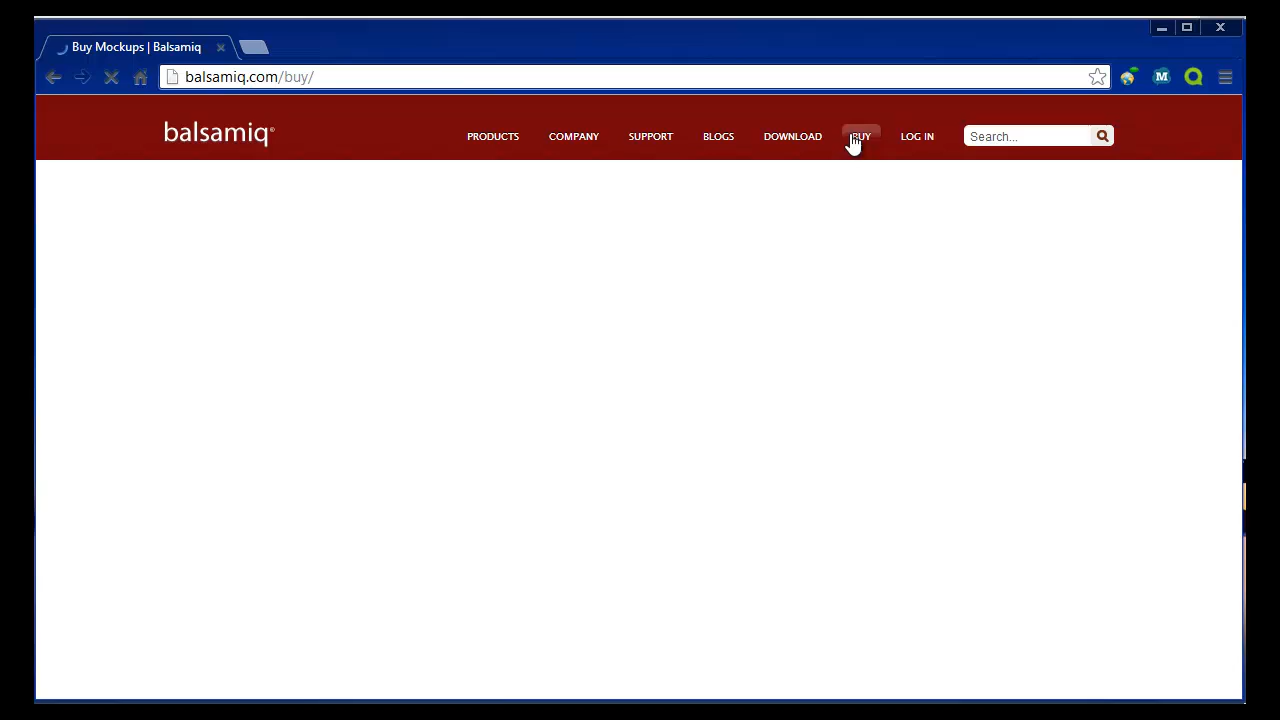 Buy Mockups | Balsamiq
balsamiq.com/buy/
M
balsamiq®
PRODUCTS COMPANY SUPPORT BLOGS DOWNLOAD BUY LOG IN Search...